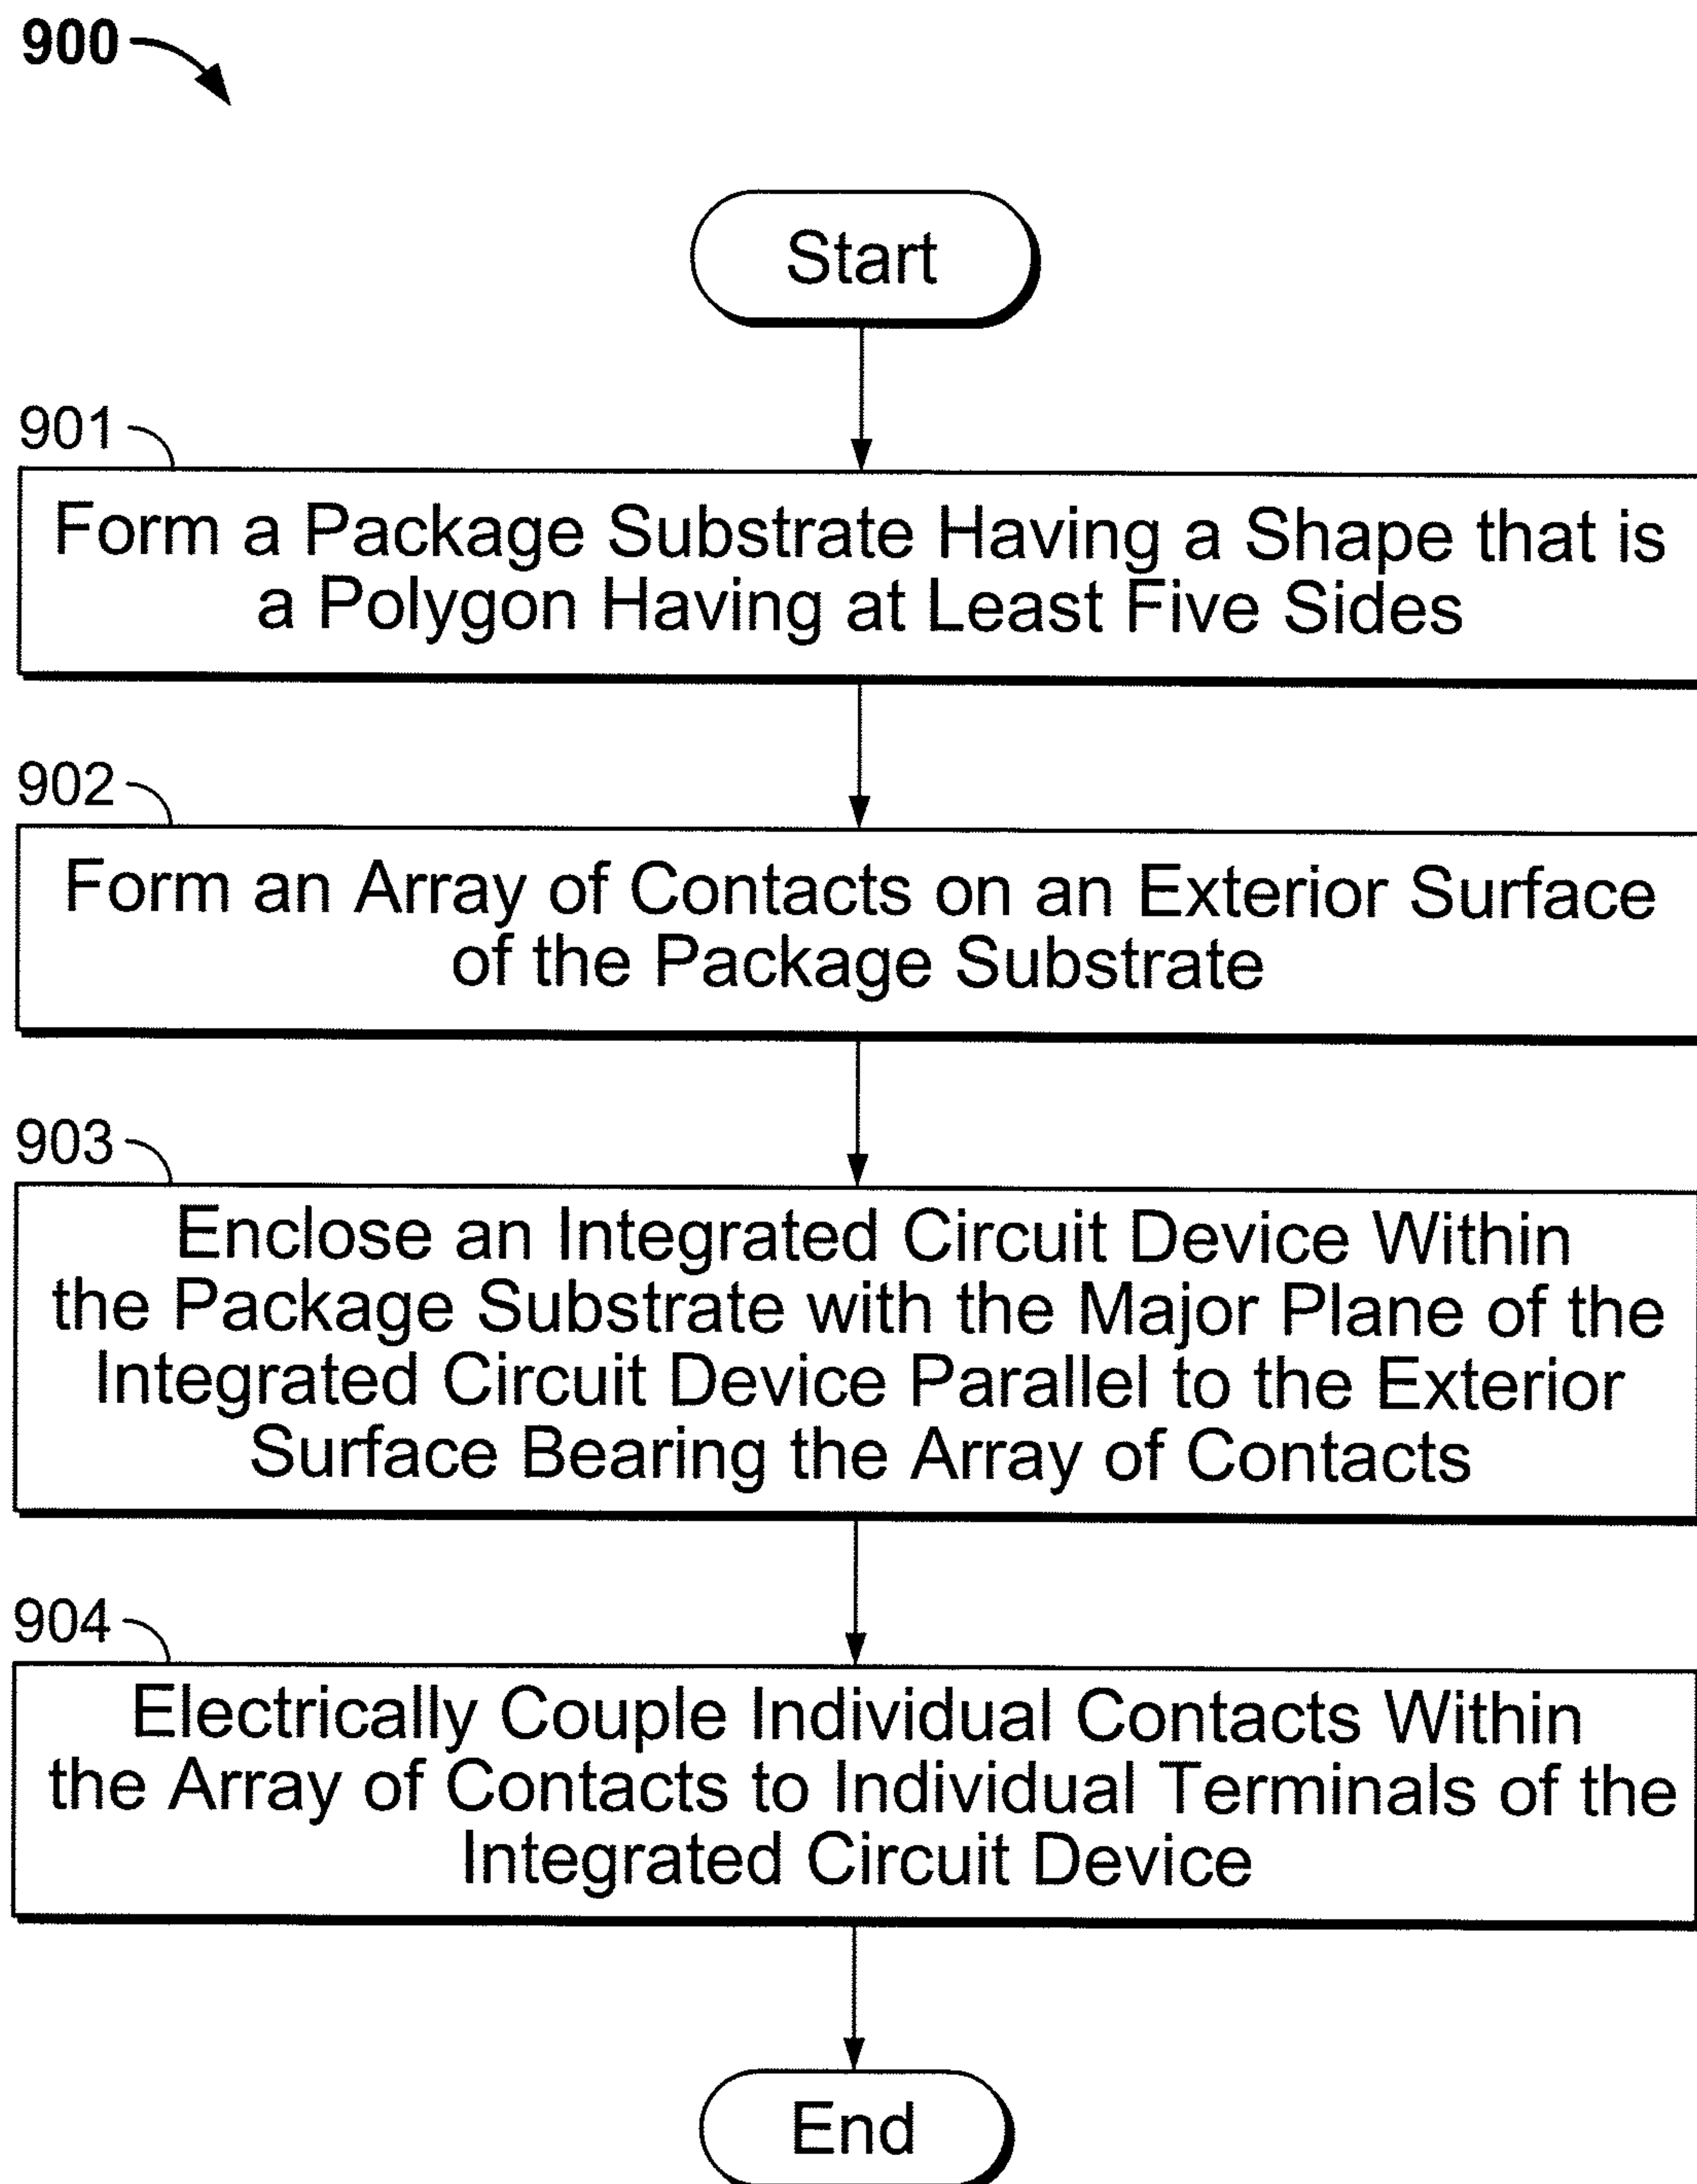 900
Start
901
Form a Package Substrate Having a Shape that is
a Polygon Having at Least Five Sides
902
Form an Array of Contacts on an Exterior Surface
of the Package Substrate
903
Enclose an Integrated Circuit Device Within
the Package Substrate with the Major Plane of the
Integrated Circuit Device Parallel to the Exterior
Surface Bearing the Array of Contacts
904
Electrically Couple Individual Contacts Within
the Array of Contacts to Individual Terminals of the
Integrated Circuit Device
End